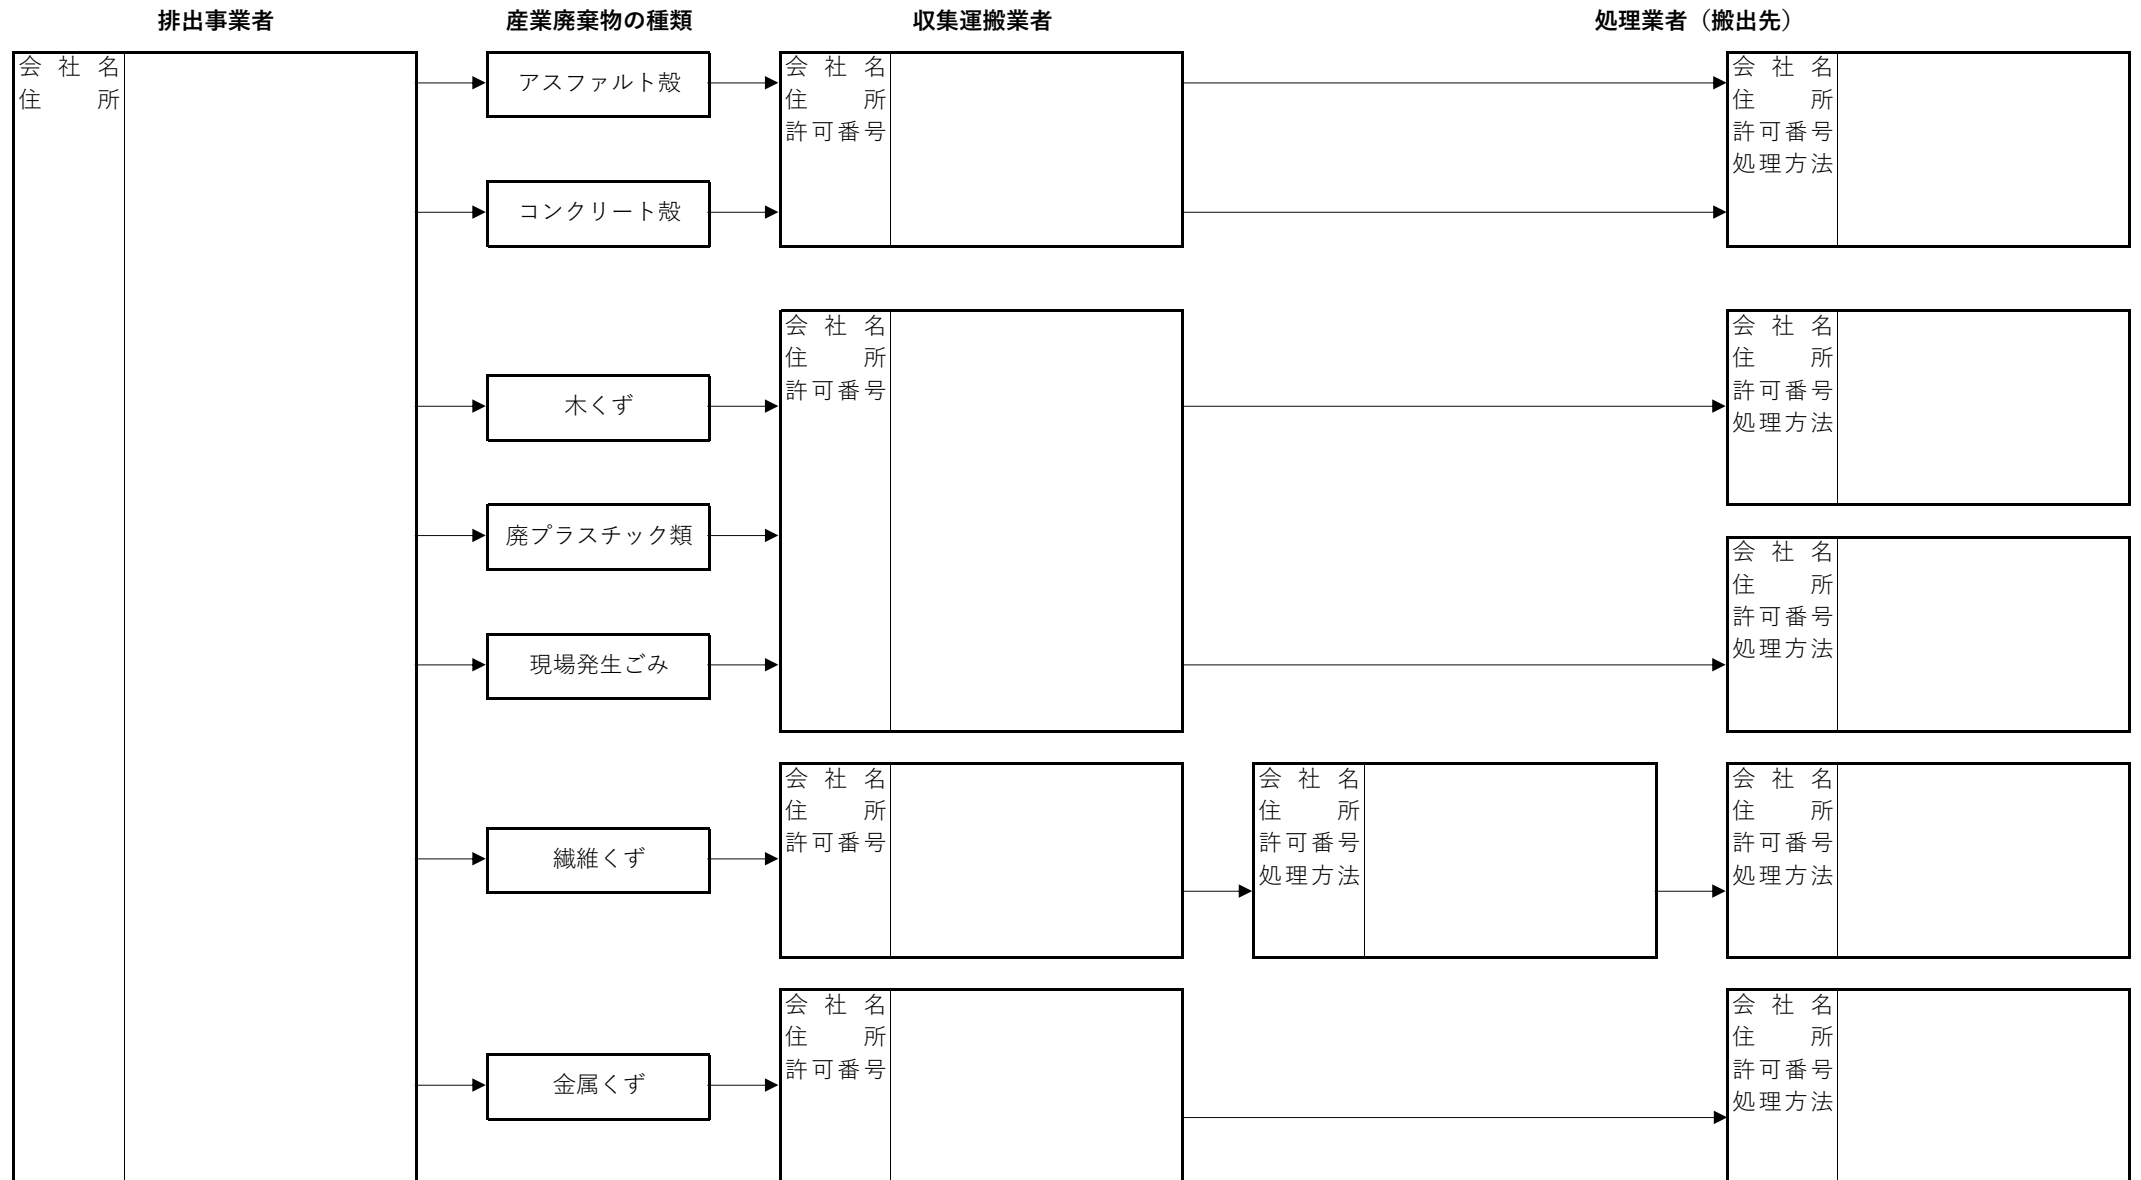 排出事業者
産業廃棄物の種類
収集運搬業者
処理業者（搬出先）
会社名
住所
アスファルト殻
コンクリート殻
木くず
廃プラスチック類
現場発生ごみ
繊維くず
金属くず
会社名
住所
許可番号
会社名
住所
許可番号
会社名
住所
許可番号
会社名
住所
許可番号
会社名
住所
許可番号
処理方法
会社名
住所
許可番号
処理方法
会社名
住所
許可番号
処理方法
会社名
住所
許可番号
処理方法
会社名
住所
許可番号
処理方法
会社名
住所
許可番号
処理方法